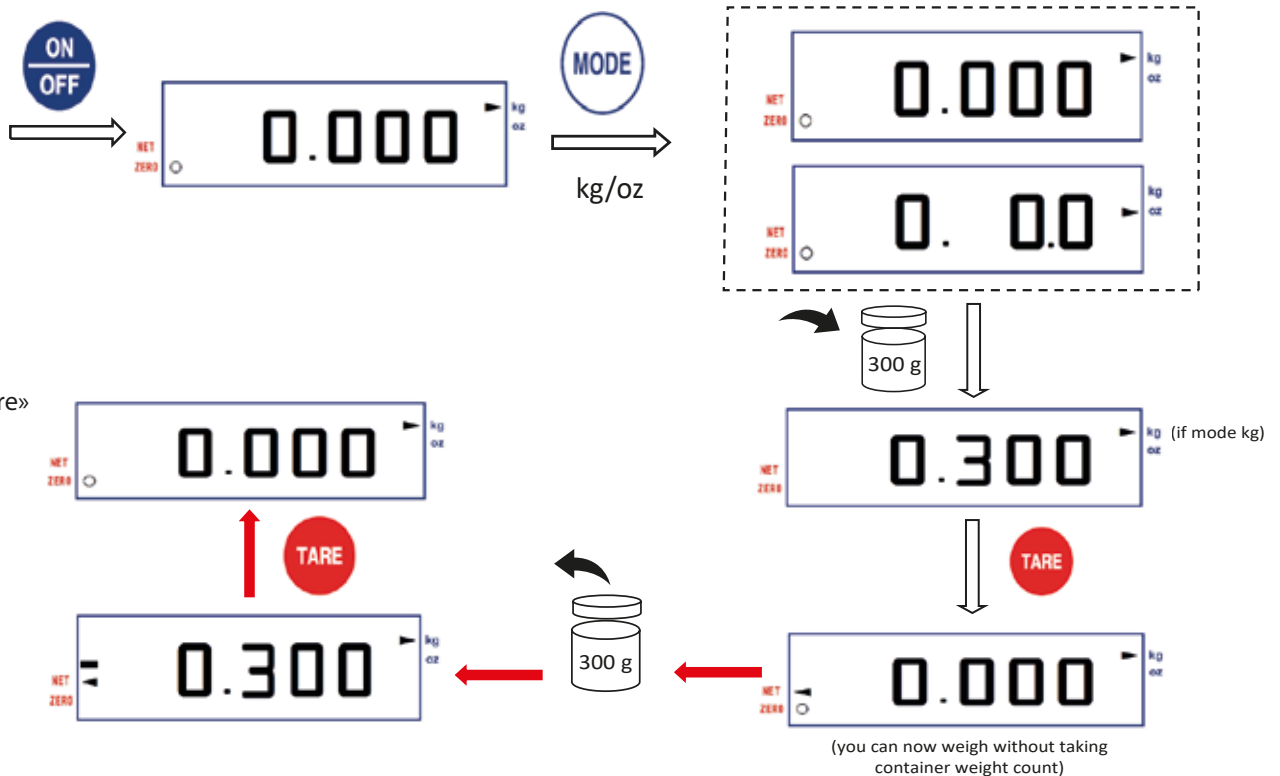 ON
OFF
0.000
kg
oz
NET
ZERO
MODE
kg/oz
0.000
kg
oz
NET
ZERO
0. 0.0
kg
oz
NET
ZERO
300 g
0.300
kg (if mode kg)
oz
NET
ZERO
TARE
0.000
kg
oz
NET
ZERO
(you can now weigh without taking
container weight count)
300 g
-0.300
kg
oz
NET
ZERO
TARE
re»
0.000
kg
oz
NET
ZERO